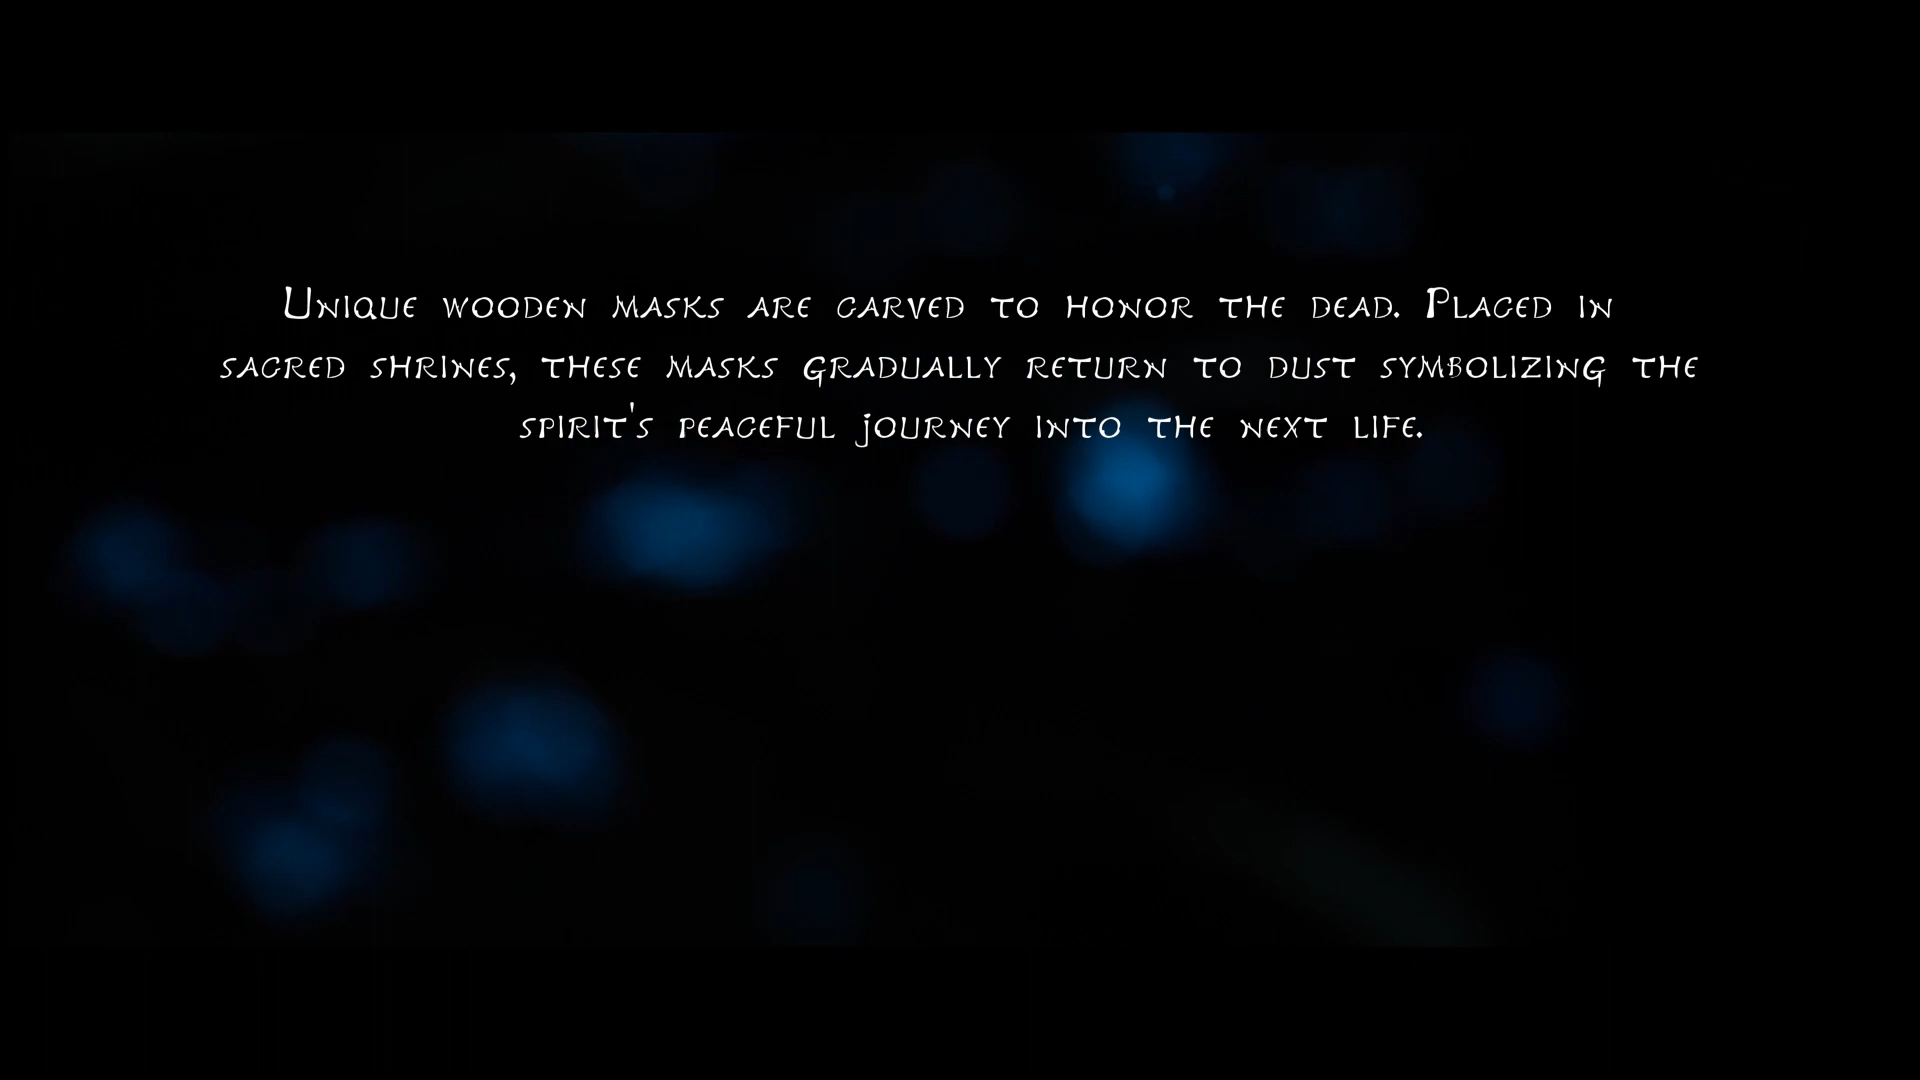 Unique wooden masks are carved to honor the dead. Placed in
sacred shrines, these masks gradually return to dust symbolizing the
spirit's peaceful journey into the next life.